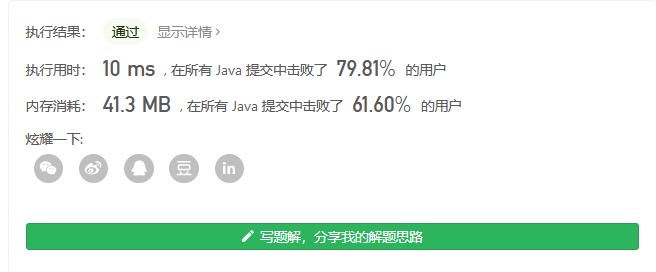 执行结果： 通过 显示详情 ›
执行用时： 10 ms , 在所有 Java 提交中击败了 79.81% 的用户
内存消耗： 41.3 MB , 在所有 Java 提交中击败了 61.60% 的用户
炫耀一下:
豆 in
写题解，分享我的解题思路